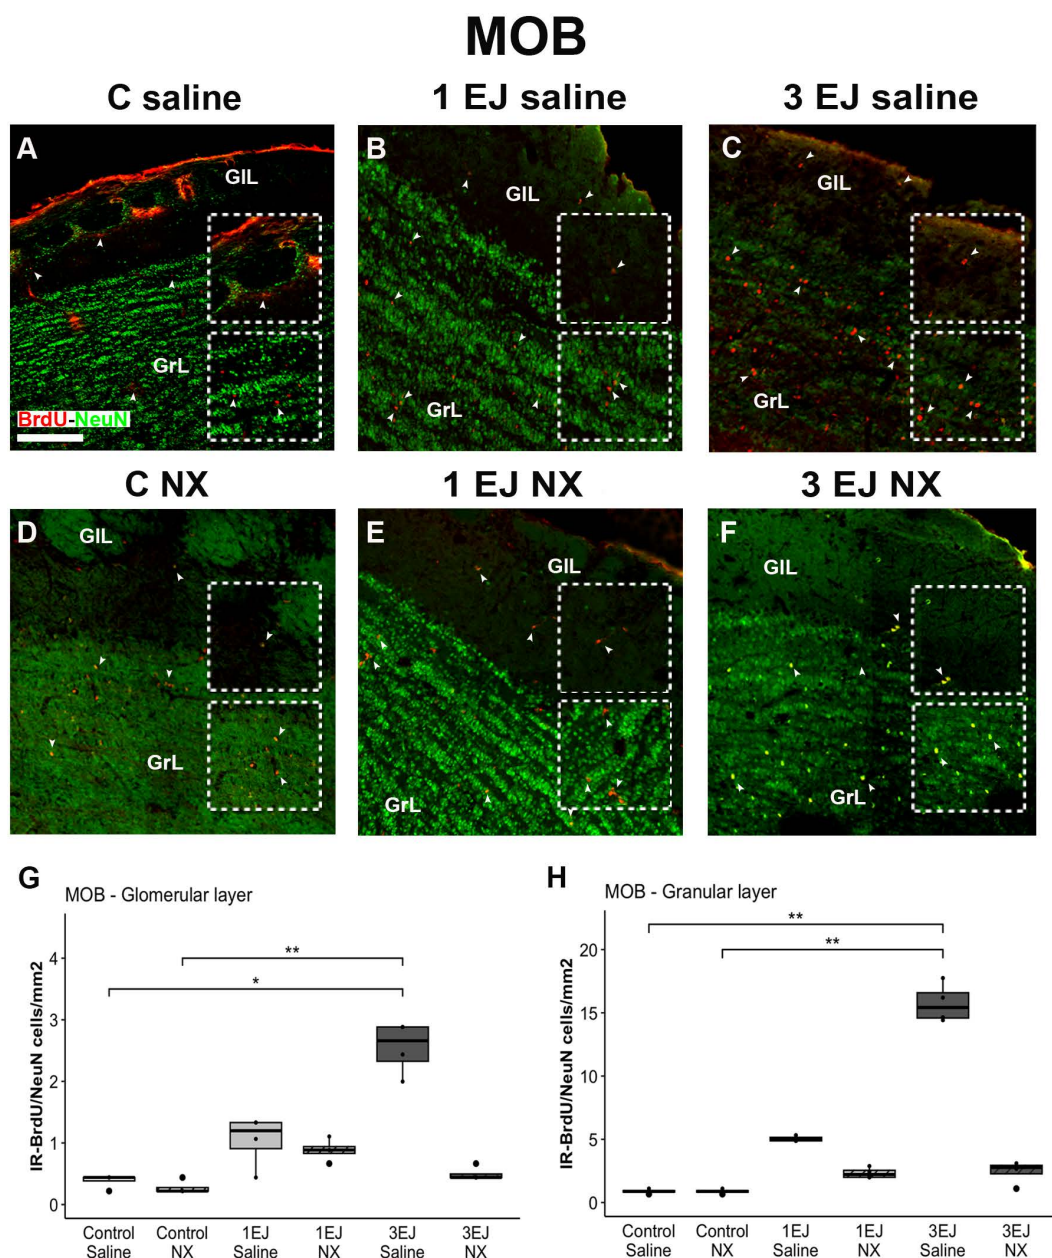 MOB
C saline
1 EJ saline
3 EJ saline
A
GlL
GrL
BrdU-NeuN
B
GlL
GrL
C
GlL
GrL
C NX
1 EJ NX
3 EJ NX
D
GlL
GrL
E
GlL
GrL
F
GlL
GrL
G
MOB - Glomerular layer
IR-BrdU/NeuN cells/mm2
4
3
2
1
0
**
*
Control Saline
Control NX
1EJ Saline
1EJ NX
3EJ Saline
3EJ NX
H
MOB - Granular layer
IR-BrdU/NeuN cells/mm2
20
15
10
5
0
**
**
Control Saline
Control NX
1EJ Saline
1EJ NX
3EJ Saline
3EJ NX